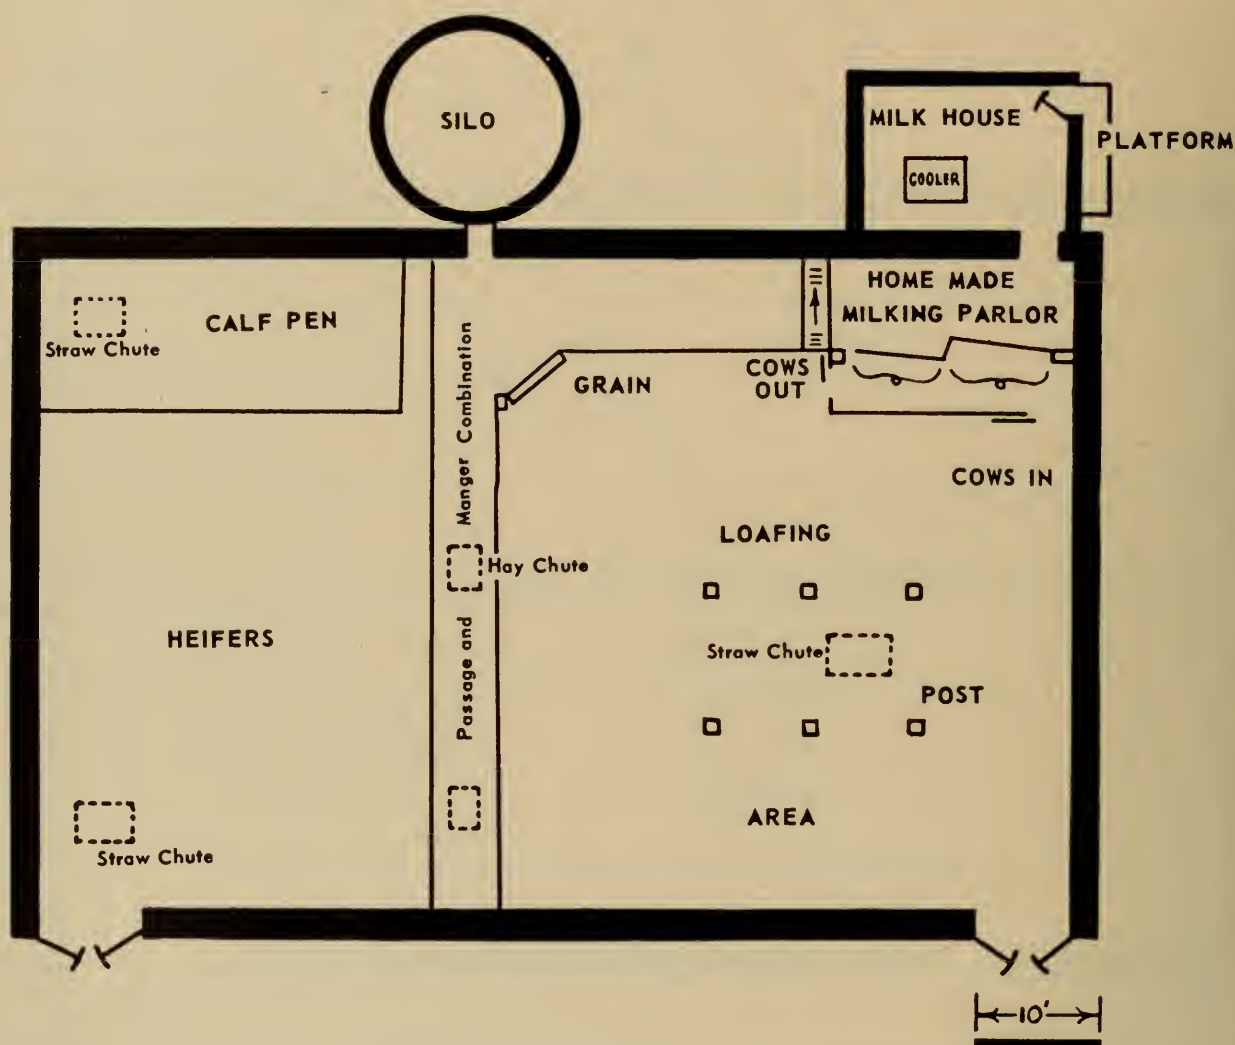 SILO
MILK HOUSE
PLATFORM
COOLER
HOME MADE
MILKING PARLOR
CALF PEN
Straw Chute
Passage and Manger Combination
GRAIN
COWS
OUT
COWS IN
LOAFING
Hay Chute
HEIFERS
Straw Chute
POST
AREA
Straw Chute
10'